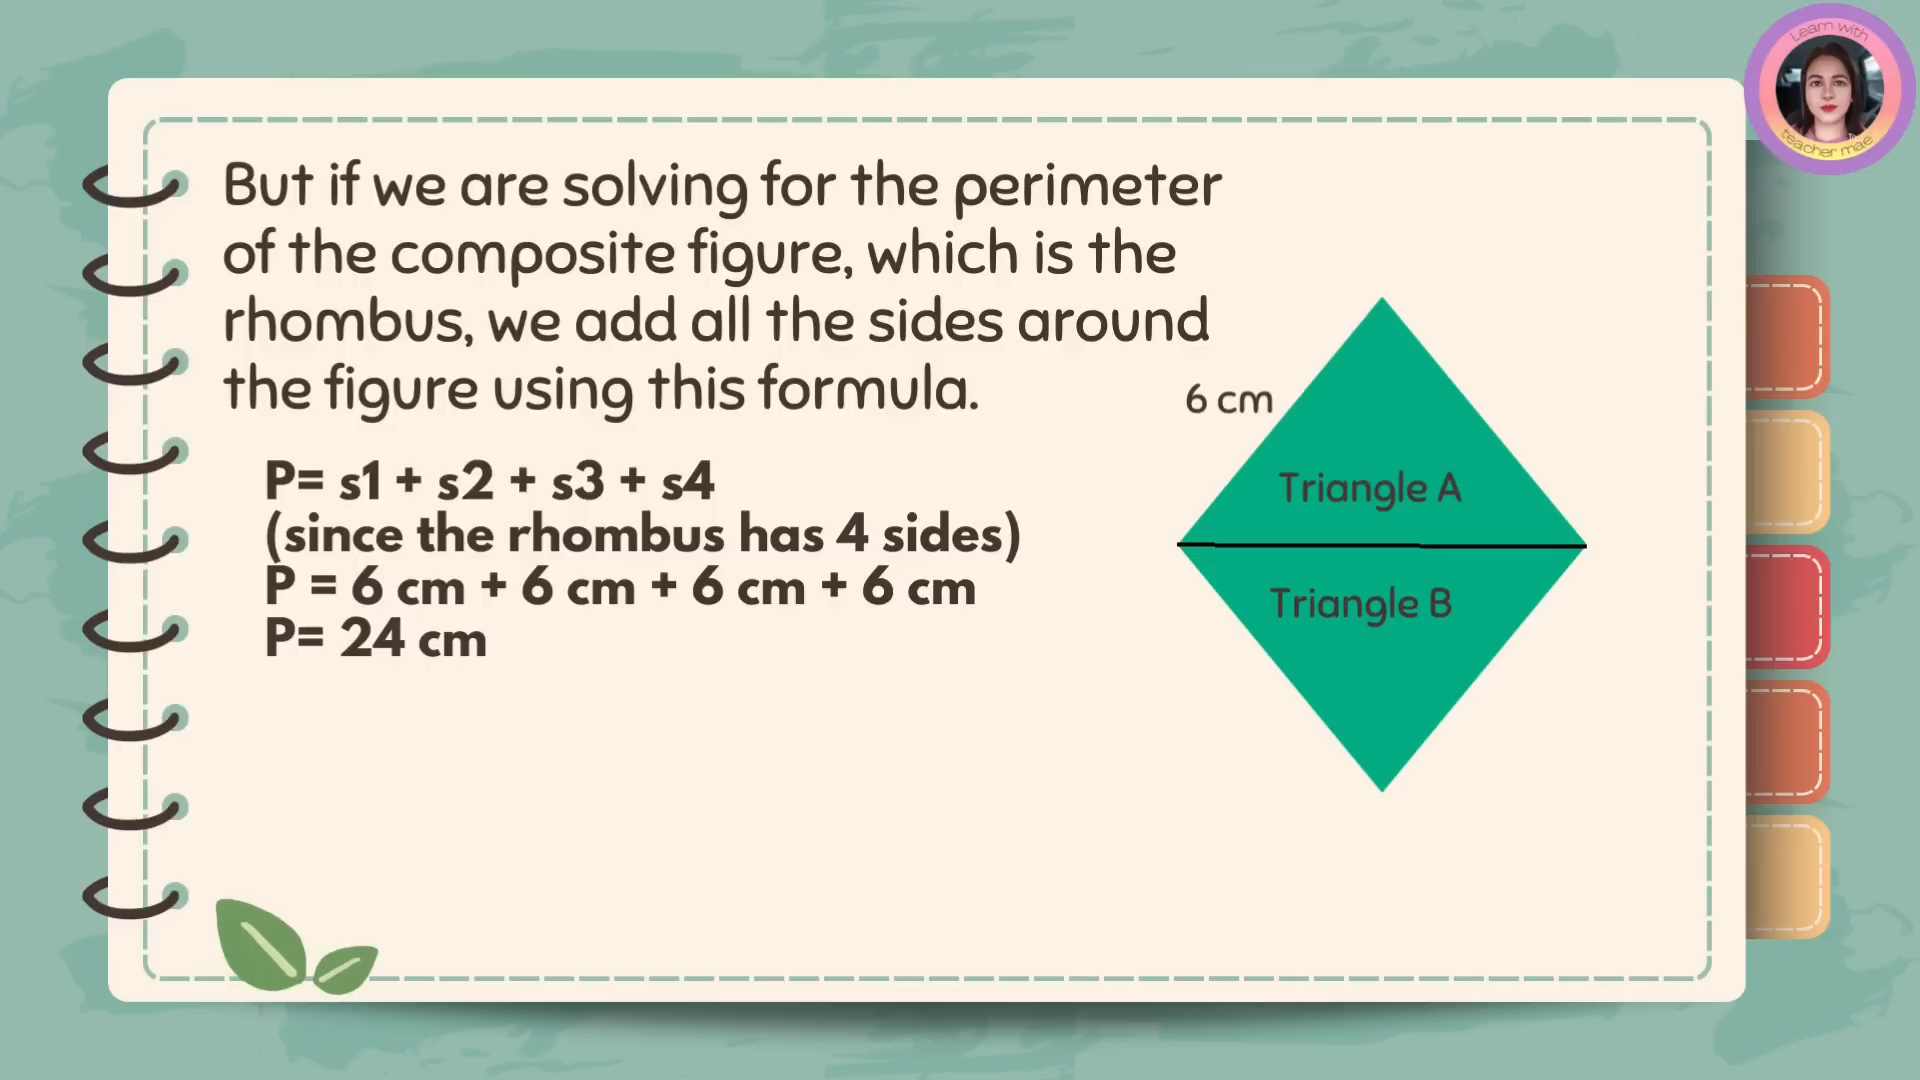 Learn with
teacher mae
But if we are solving for the perimeter
of the composite figure, which is the
rhombus, we add all the sides around
the figure using this formula.
6 cm
P= s1 + s2 + s3 + s4
(since the rhombus has 4 sides)
P = 6 cm + 6 cm + 6 cm + 6 cm
P= 24 cm
Triangle A
Triangle B